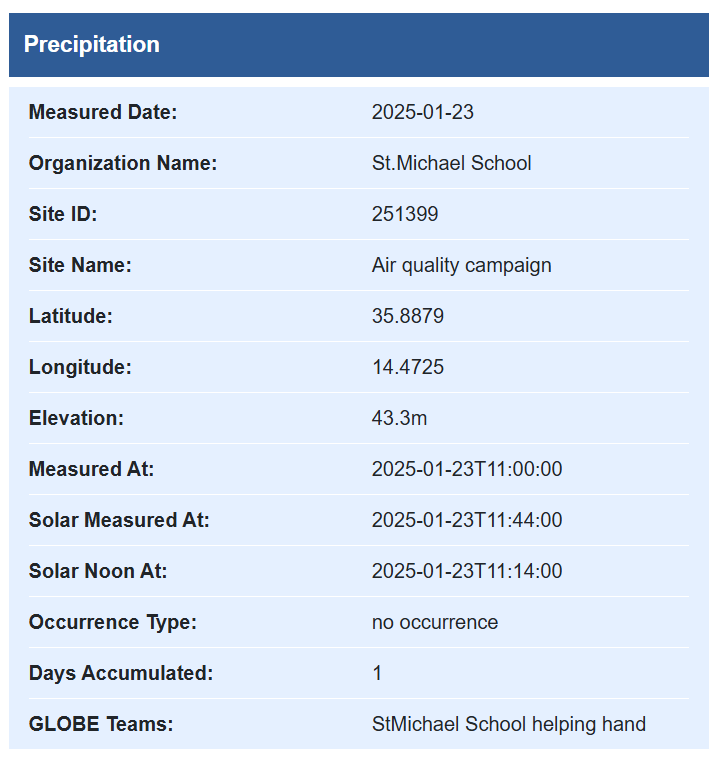 Precipitation
Measured Date: 2025-01-23
Organization Name: St.Michael School
Site ID: 251399
Site Name: Air quality campaign
Latitude: 35.8879
Longitude: 14.4725
Elevation: 43.3m
Measured At: 2025-01-23T11:00:00
Solar Measured At: 2025-01-23T11:44:00
Solar Noon At: 2025-01-23T11:14:00
Occurrence Type: no occurrence
Days Accumulated: 1
GLOBE Teams: StMichael School helping hand